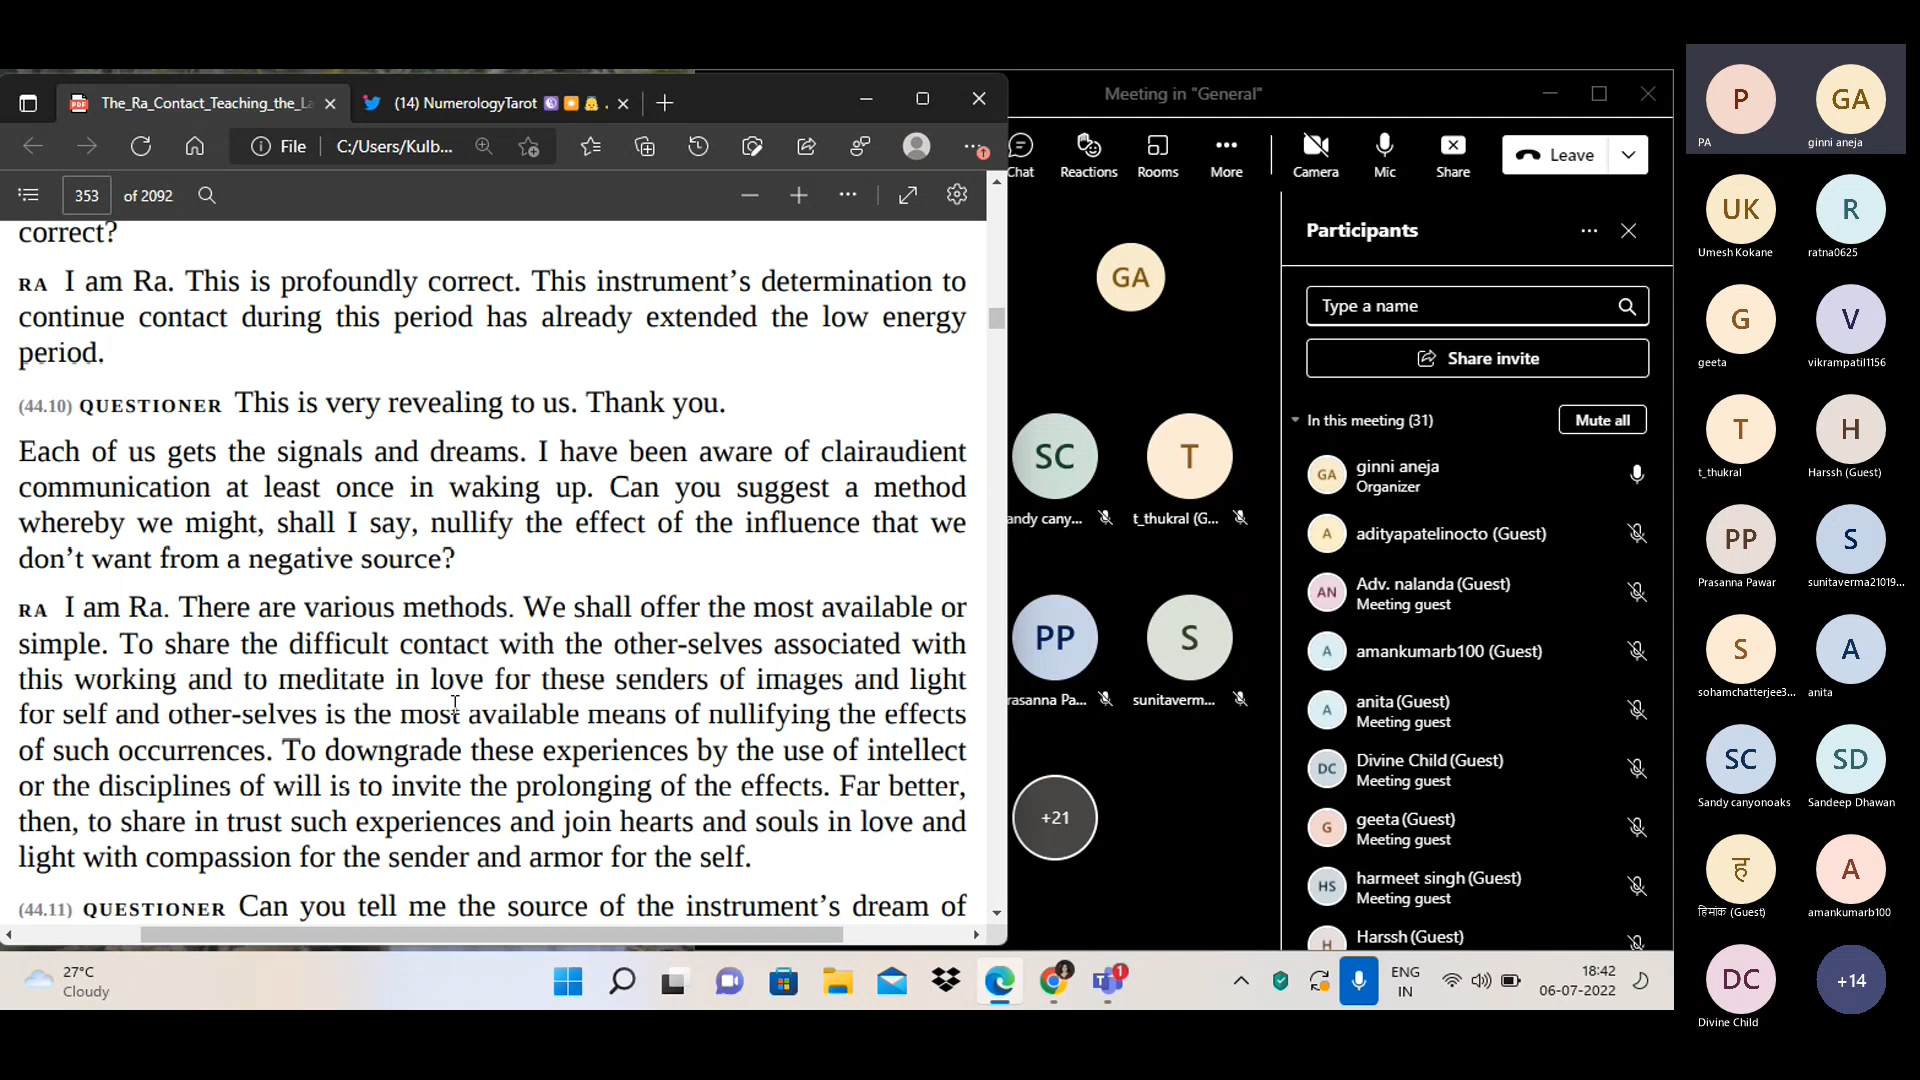 The_Ra_Contact_Teaching_the_La
(14) NumerologyTarot
File
C:/Users/Kulb...
353
of 2092
correct?
RA I am Ra. This is profoundly correct. This instrument’s determination to
continue contact during this period has already extended the low energy
period.
(44.10) QUESTIONER This is very revealing to us. Thank you.
Each of us gets the signals and dreams. I have been aware of clairaudient
communication at least once in waking up. Can you suggest a method
whereby we might, shall I say, nullify the effect of the influence that we
don’t want from a negative source?
RA I am Ra. There are various methods. We shall offer the most available or
simple. To share the difficult contact with the other-selves associated with
this working and to meditate in love for these senders of images and light
for self and other-selves is the most available means of nullifying the effects
of such occurrences. To downgrade these experiences by the use of intellect
or the disciplines of will is to invite the prolonging of the effects. Far better,
then, to share in trust such experiences and join hearts and souls in love and
light with compassion for the sender and armor for the self.
(44.11) QUESTIONER Can you tell me the source of the instrument’s dream of
Meeting in "General"
Chat
Reactions
Rooms
More
Camera
Mic
Share
Leave
GA
SC
andy cany...
T
t_thukral (G...
PP
rasanna Pa...
S
sunitaverm...
+21
Participants
Type a name
Share invite
In this meeting (31)
Mute all
GA
ginni aneja
Organizer
A
adityapatelinocto (Guest)
AN
Adv. nalanda (Guest)
Meeting guest
A
amankumarb100 (Guest)
A
anita (Guest)
Meeting guest
DC
Divine Child (Guest)
Meeting guest
G
geeta (Guest)
Meeting guest
HS
harmeet singh (Guest)
Meeting guest
H
Harssh (Guest)
P
PA
GA
ginni aneja
UK
Umesh Kokane
R
ratna0625
G
geeta
V
vikrampatil1156
T
t_thukral
H
Harssh (Guest)
PP
Prasanna Pawar
S
sunitaverma21019...
S
sohamchatterjee3...
A
anita
SC
Sandy canyonoaks
SD
Sandeep Dhawan
ह
हिमांक (Guest)
A
amankumarb100
DC
Divine Child
+14
27°C
Cloudy
1
ENG
IN
18:42
06-07-2022